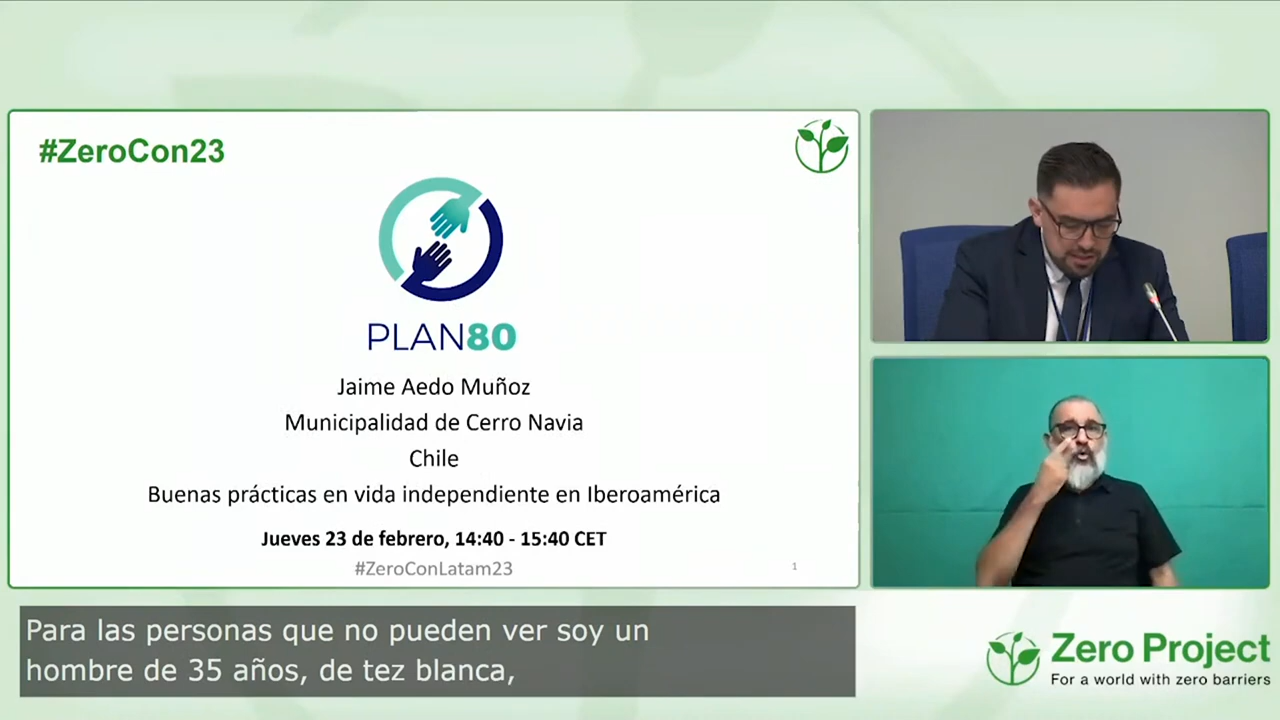 #ZeroCon23
PLAN80
Jaime Aedo Muñoz
Municipalidad de Cerro Navia
Chile
Buenas prácticas en vida independiente en Iberoamérica
Jueves 23 de febrero, 14:40 - 15:40 CET
#ZeroConLatam23
1
Para las personas que no pueden ver soy un
hombre de 35 años, de tez blanca,
Zero Project
For a world with zero barriers